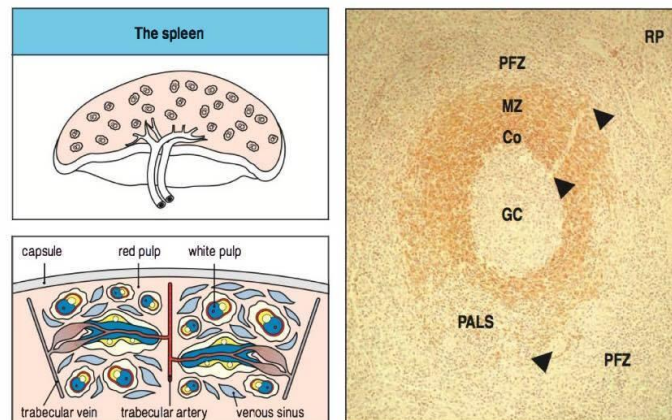 The spleen
capsule
red pulp
white pulp
trabecular vein
trabecular artery
venous sinus
RP
PFZ
MZ
Co
GC
PALS
PFZ